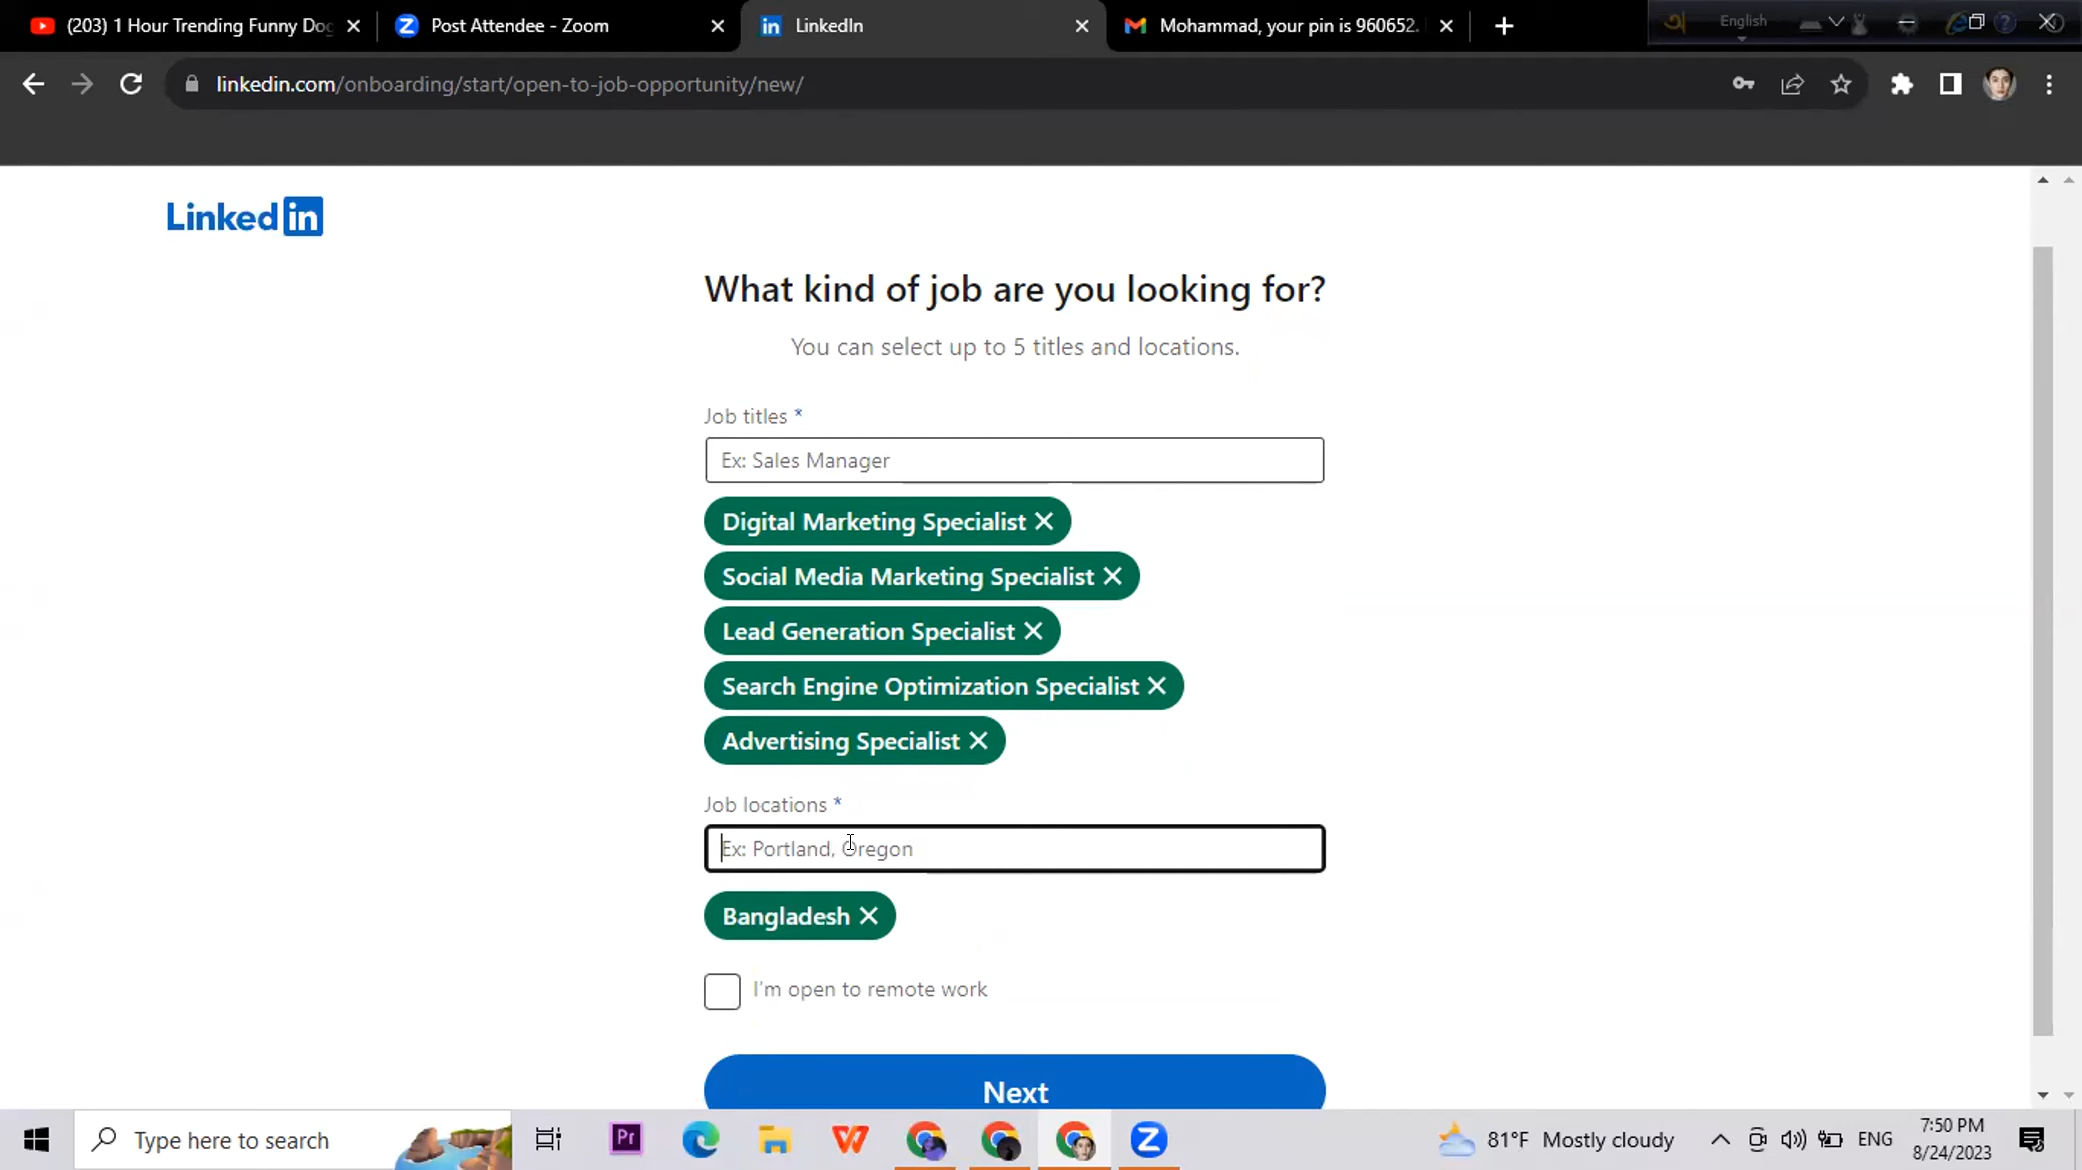 (203) 1 Hour Trending Funny Dog
Post Attendee - Zoom
LinkedIn
Mohammad, your pin is 960652.
English
linkedin.com/onboarding/start/open-to-job-opportunity/new/
Linked in
What kind of job are you looking for?
You can select up to 5 titles and locations.
Job titles *
Ex: Sales Manager
Digital Marketing Specialist ✕
Social Media Marketing Specialist ✕
Lead Generation Specialist ✕
Search Engine Optimization Specialist ✕
Advertising Specialist ✕
Job locations *
Ex: Portland, Oregon
Bangladesh ✕
I'm open to remote work
Next
Type here to search
Pr
81°F Mostly cloudy
ENG
7:50 PM
8/24/2023